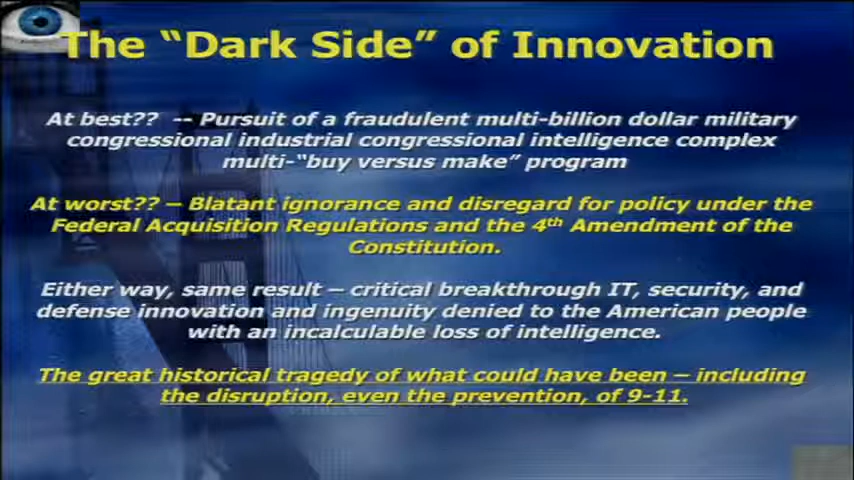 The “Dark Side” of Innovation
At best?? -- Pursuit of a fraudulent multi-billion dollar military
congressional industrial congressional intelligence complex
multi-“buy versus make” program
At worst?? – Blatant ignorance and disregard for policy under the
Federal Acquisition Regulations and the 4th Amendment of the
Constitution.
Either way, same result – critical breakthrough IT, security, and
defense innovation and ingenuity denied to the American people
with an incalculable loss of intelligence.
The great historical tragedy of what could have been – including
the disruption, even the prevention, of 9-11.